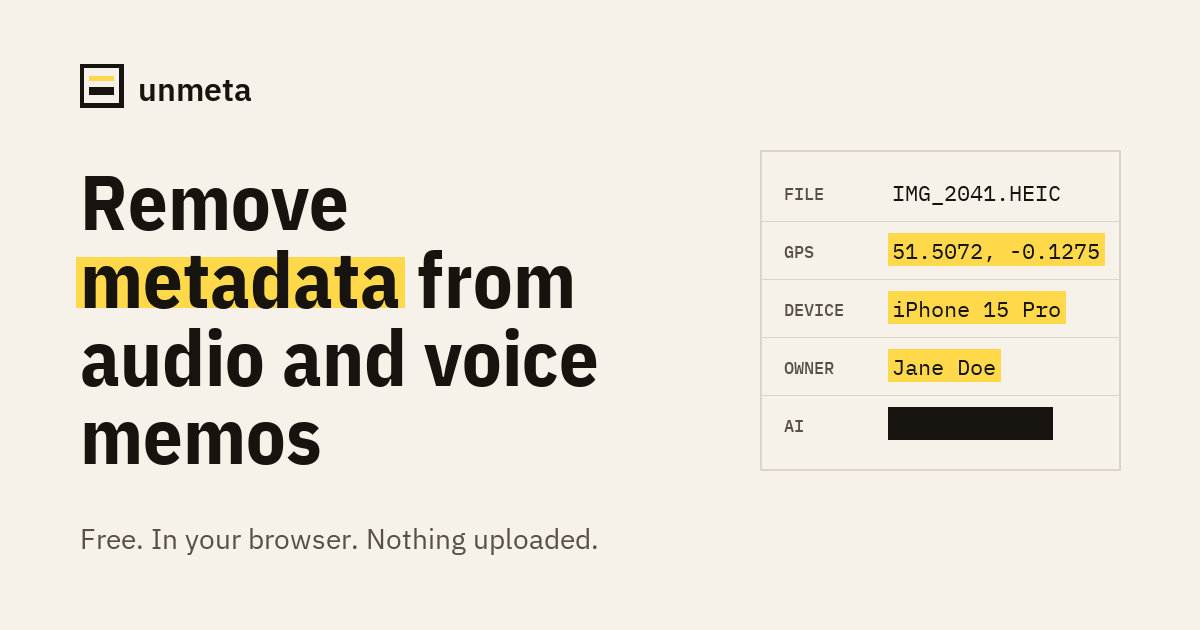 unmeta
Remove
metadata from
audio and voice
memos
Free. In your browser. Nothing uploaded.
FILE IMG_2041.HEIC
GPS 51.5072, -0.1275
DEVICE iPhone 15 Pro
OWNER Jane Doe
AI